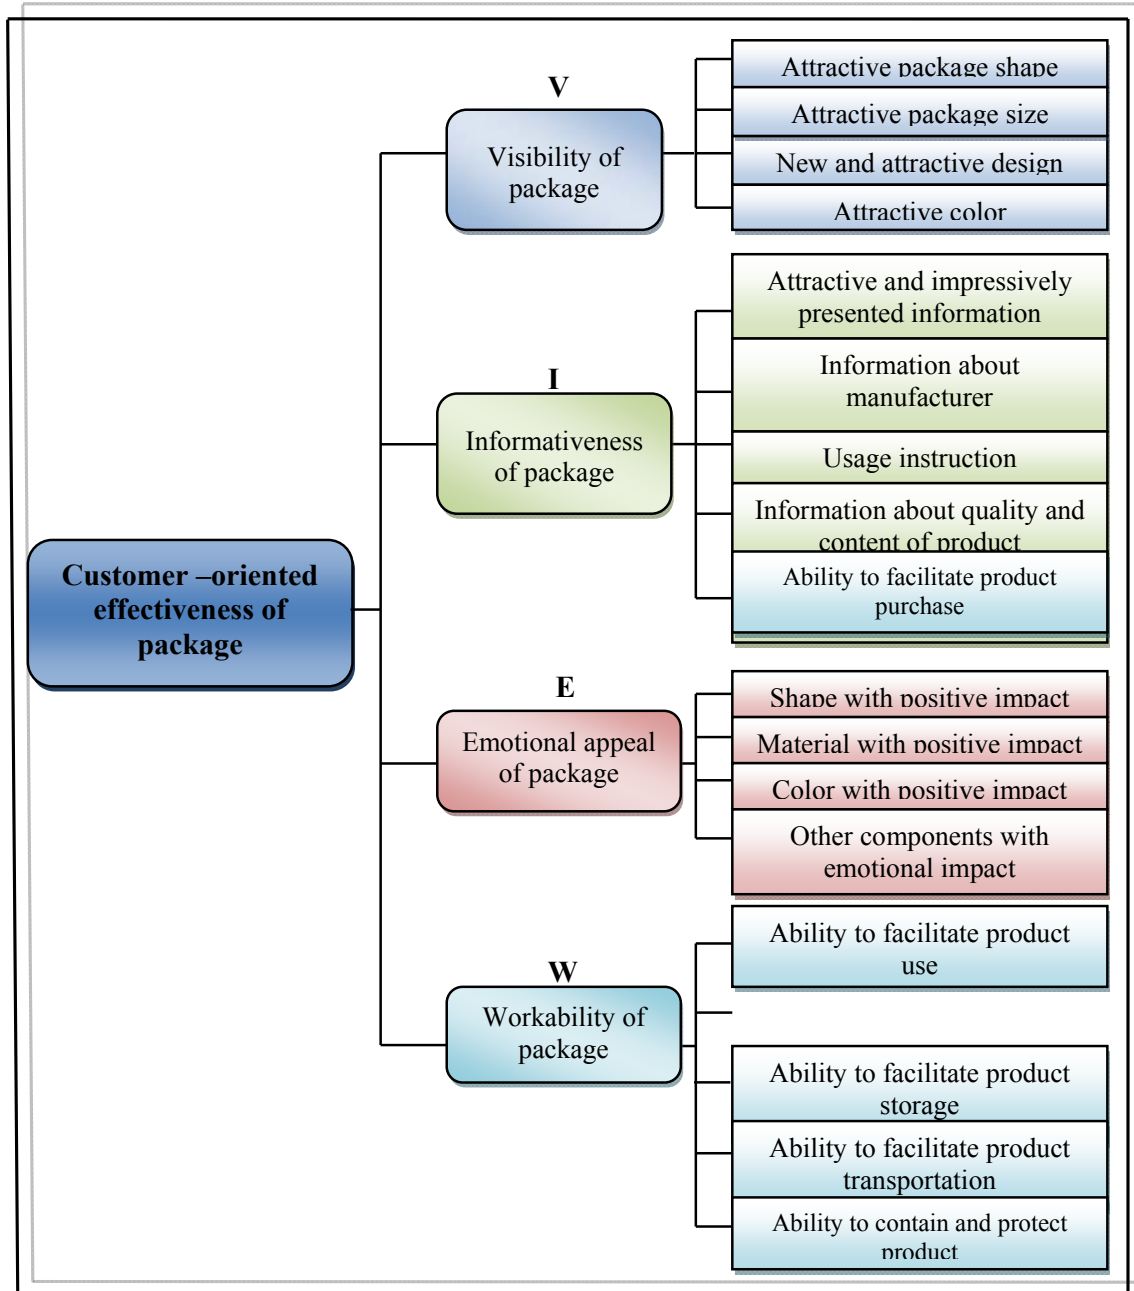 V
Visibility of
package
Attractive package shape
Attractive package size
New and attractive design
Attractive color
I
Informativeness
of package
Attractive and impressively
presented information
Information about
manufacturer
Usage instruction
Information about quality and
content of product
Ability to facilitate product
purchase
Customer –oriented
effectiveness of
package
E
Emotional appeal
of package
Shape with positive impact
Material with positive impact
Color with positive impact
Other components with
emotional impact
W
Workability of
package
Ability to facilitate product
use
Ability to facilitate product
storage
Ability to facilitate product
transportation
Ability to contain and protect
product